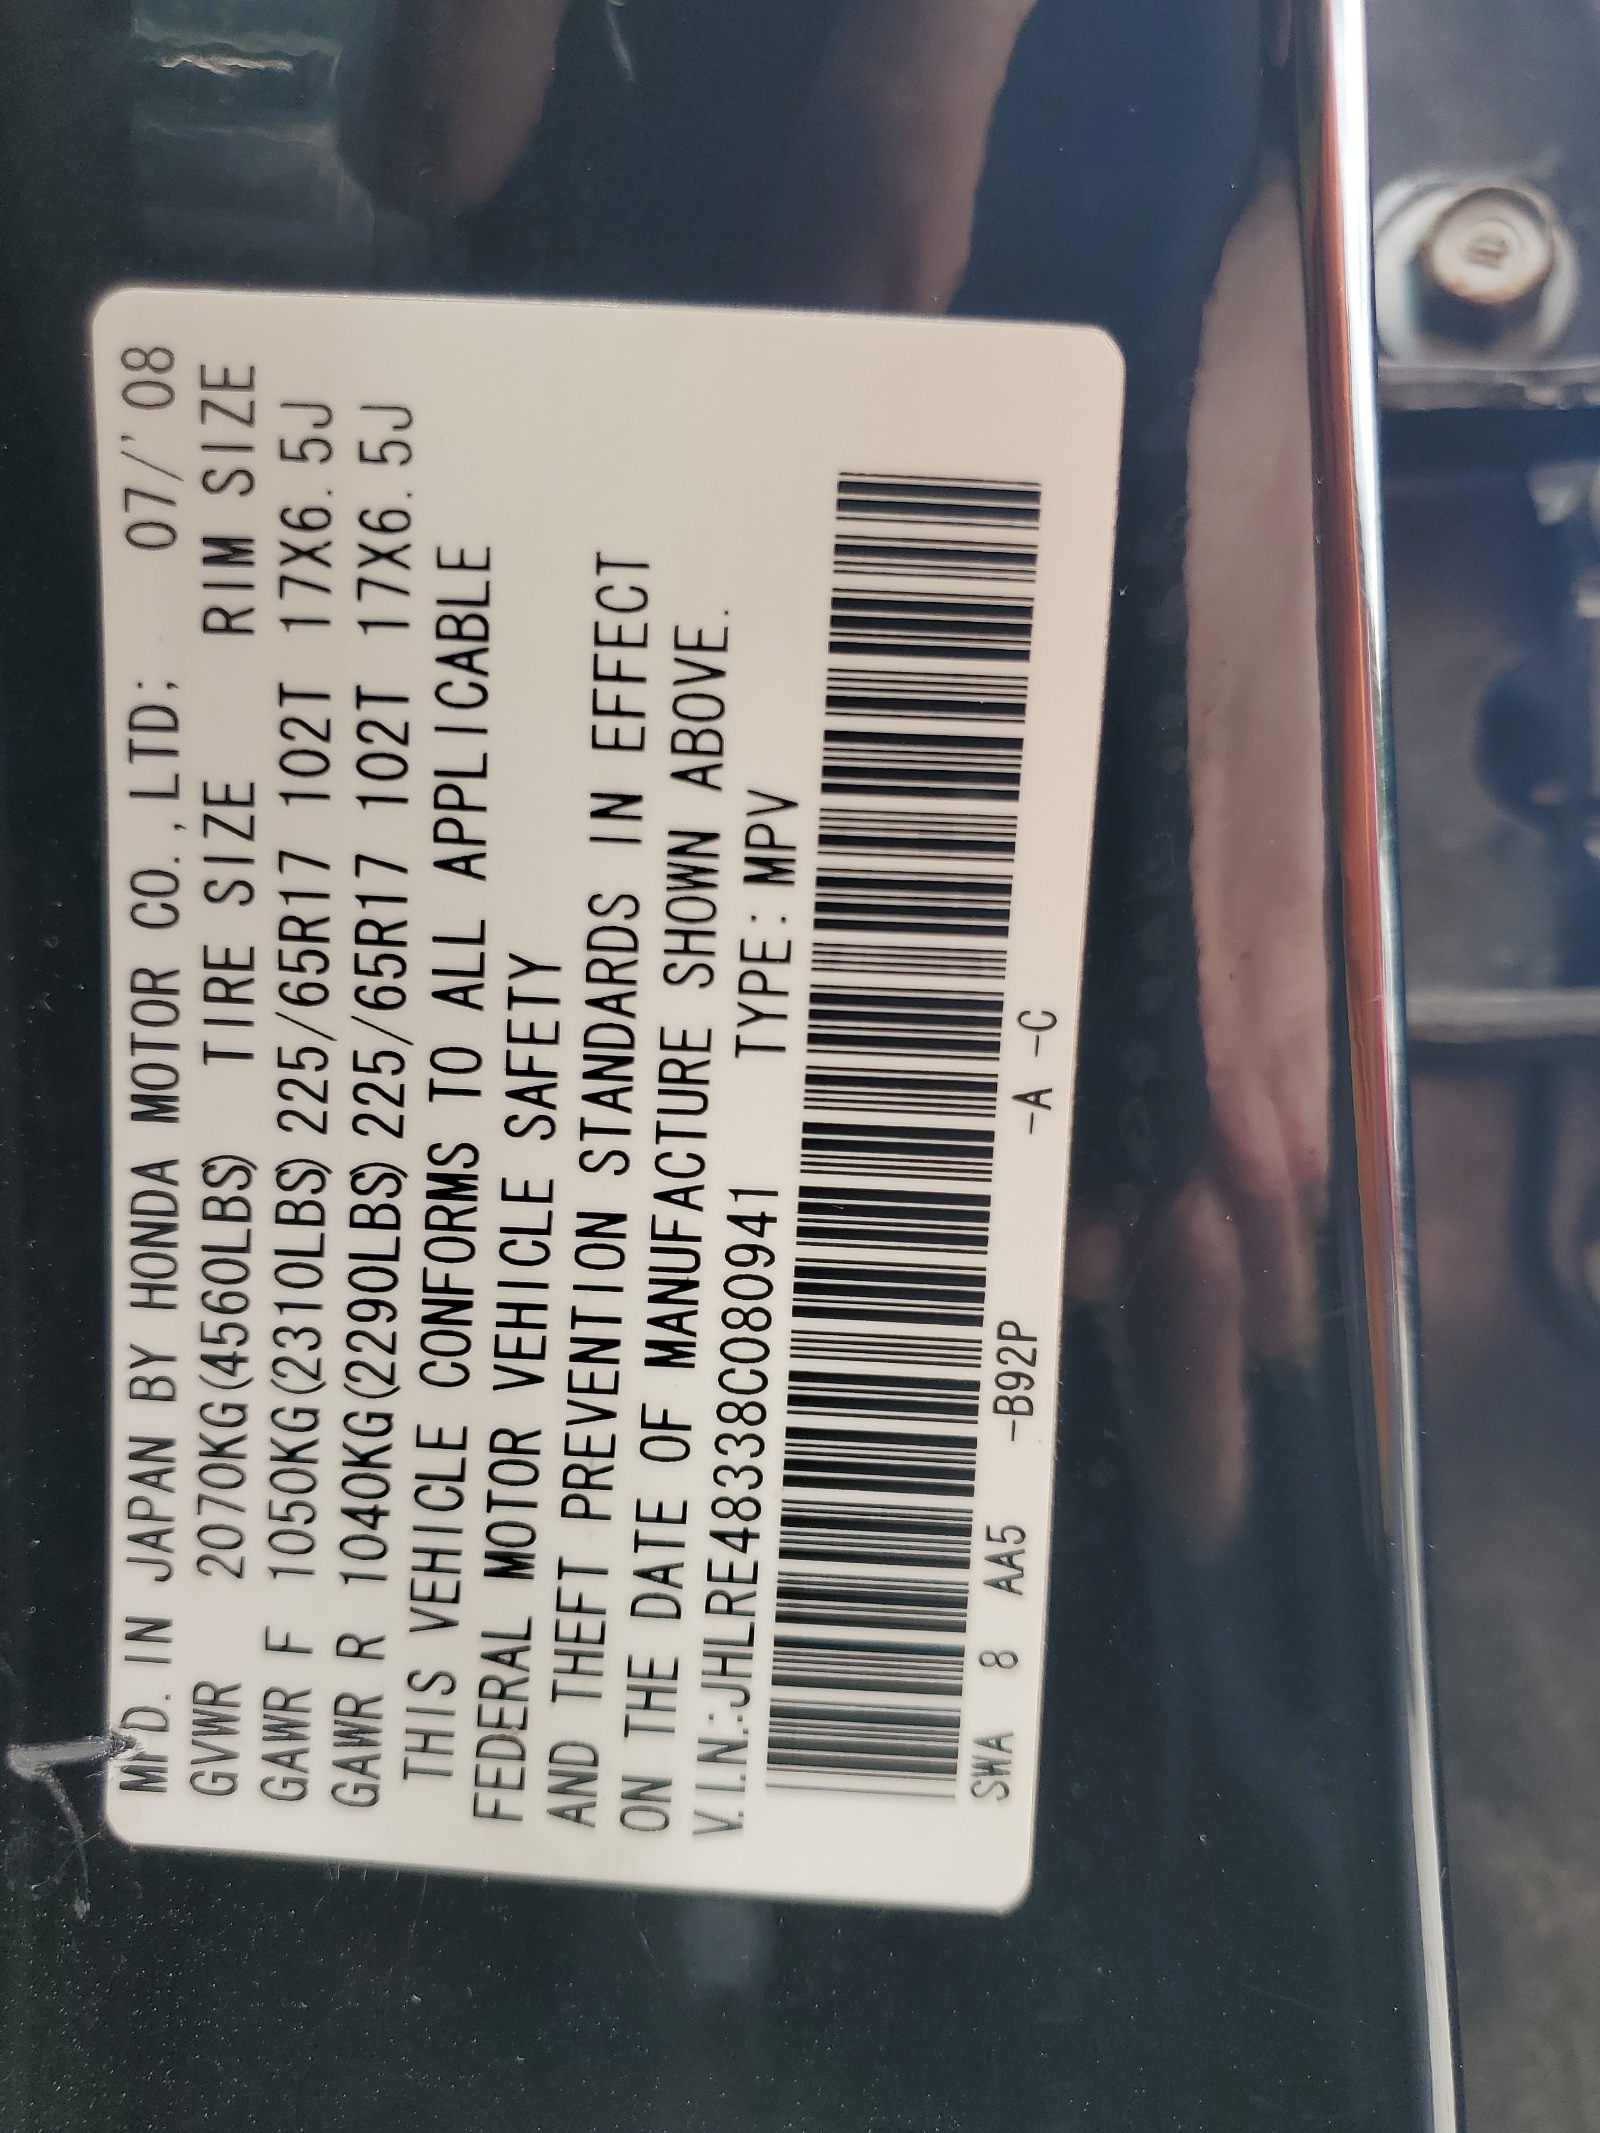 MFD. IN JAPAN BY HONDA MOTOR CO.,LTD; 07/'08
GVWR 2070KG(4560LBS) TIRE SIZE RIM SIZE
GAWR F 1050KG(2310LBS) 225/65R17 102T 17X6.5J
GAWR R 1040KG(2290LBS) 225/65R17 102T 17X6.5J
THIS VEHICLE CONFORMS TO ALL APPLICABLE
FEDERAL MOTOR VEHICLE SAFETY
AND THEFT PREVENTION STANDARDS IN EFFECT
ON THE DATE OF MANUFACTURE SHOWN ABOVE.
V.I.N.:JHLRE48338C080941 TYPE: MPV
SWA 8 AA5 -B92P -A -C